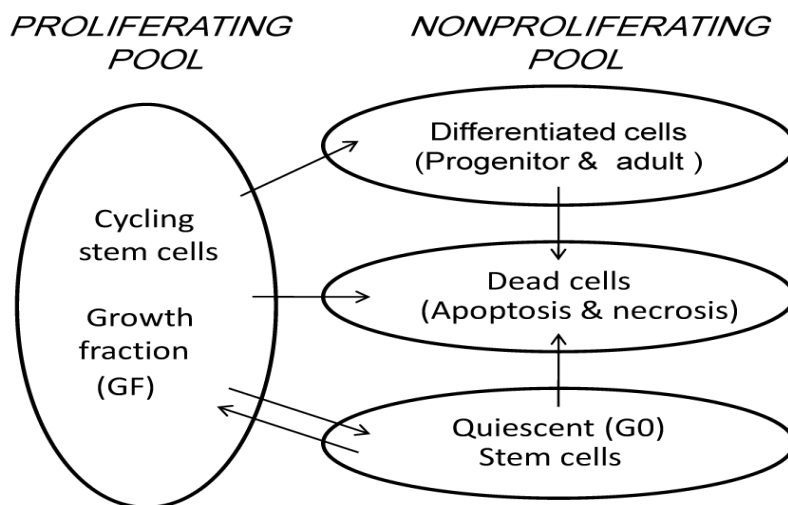 PROLIFERATING
POOL
NONPROLIFERATING
POOL
Cycling
stem cells
Growth
fraction
(GF)
Differentiated cells
(Progenitor & adult )
Dead cells
(Apoptosis & necrosis)
Quiescent (G0)
Stem cells